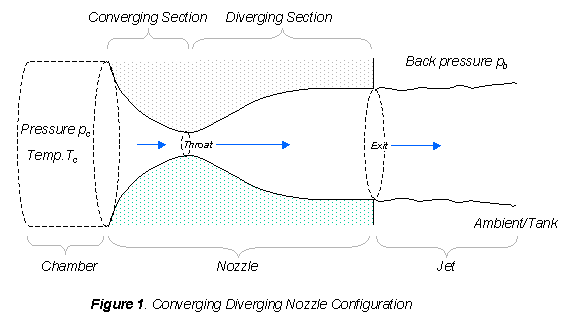 Converging Section
Diverging Section
Back pressure p_b
Pressure p_c
Temp. T_c
Throat
Exit
Ambient/Tank
Chamber
Nozzle
Jet
Figure 1. Converging Diverging Nozzle Configuration